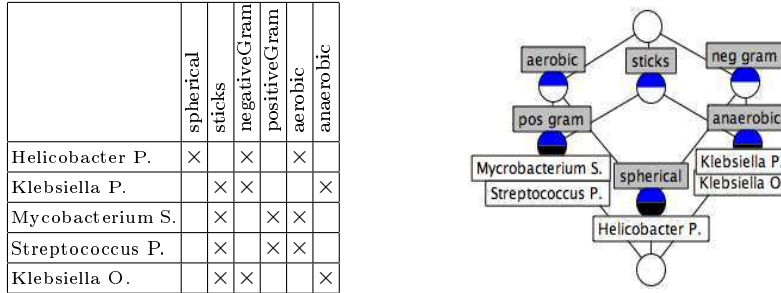 spherical
sticks
negativeGram
positiveGram
aerobic
anaerobic
Helicobacter P. × × ×
Klebsiella P. × × ×
Mycobacterium S. × × ×
Streptococcus P. × × ×
Klebsiella O. × × ×
aerobic sticks neg gram
pos gram anaerobic
Mycrobacterium S. Klebsiella P.
Streptococcus P. spherical Klebsiella O.
Helicobacter P.